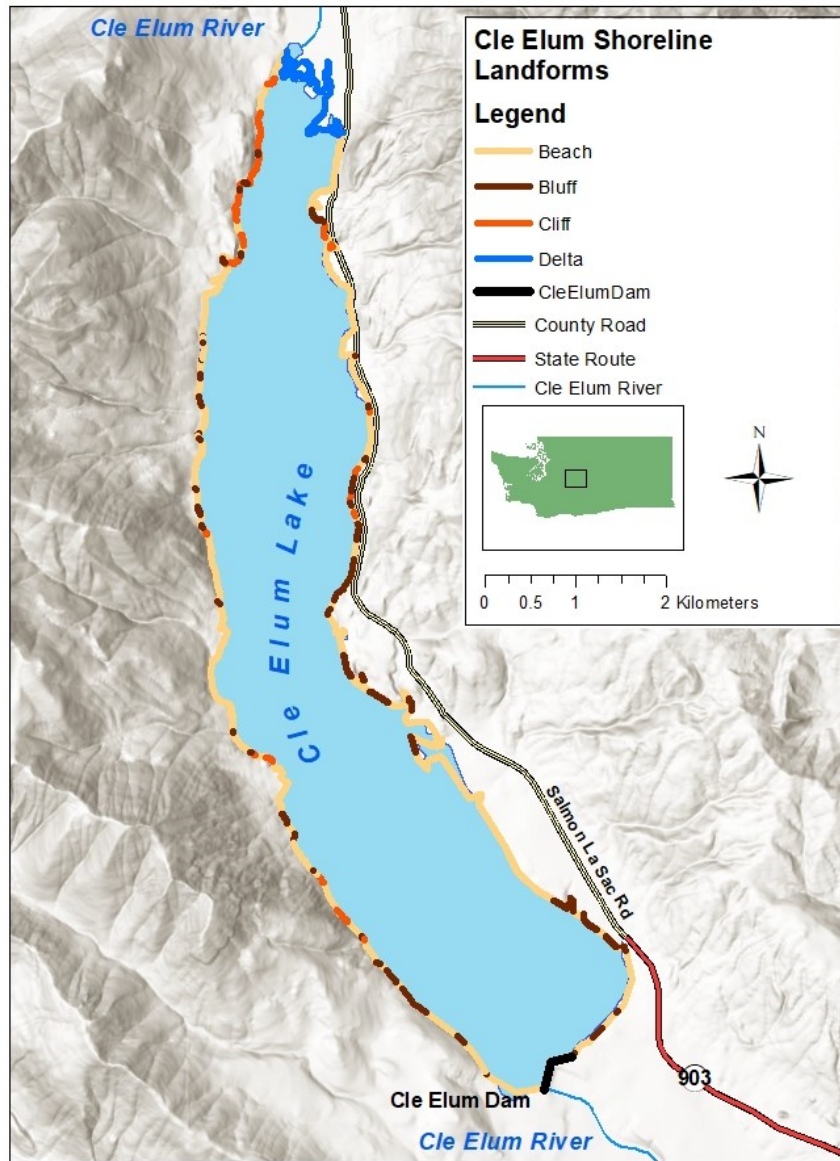 Cle Elum River
Cle Elum Shoreline
Landforms
Legend
Beach
Bluff
Cliff
Delta
CleElumDam
County Road
State Route
Cle Elum River
N
0 0.5 1 2 Kilometers
Cle Elum Lake
Salmon La Sac Rd
903
Cle Elum Dam
Cle Elum River